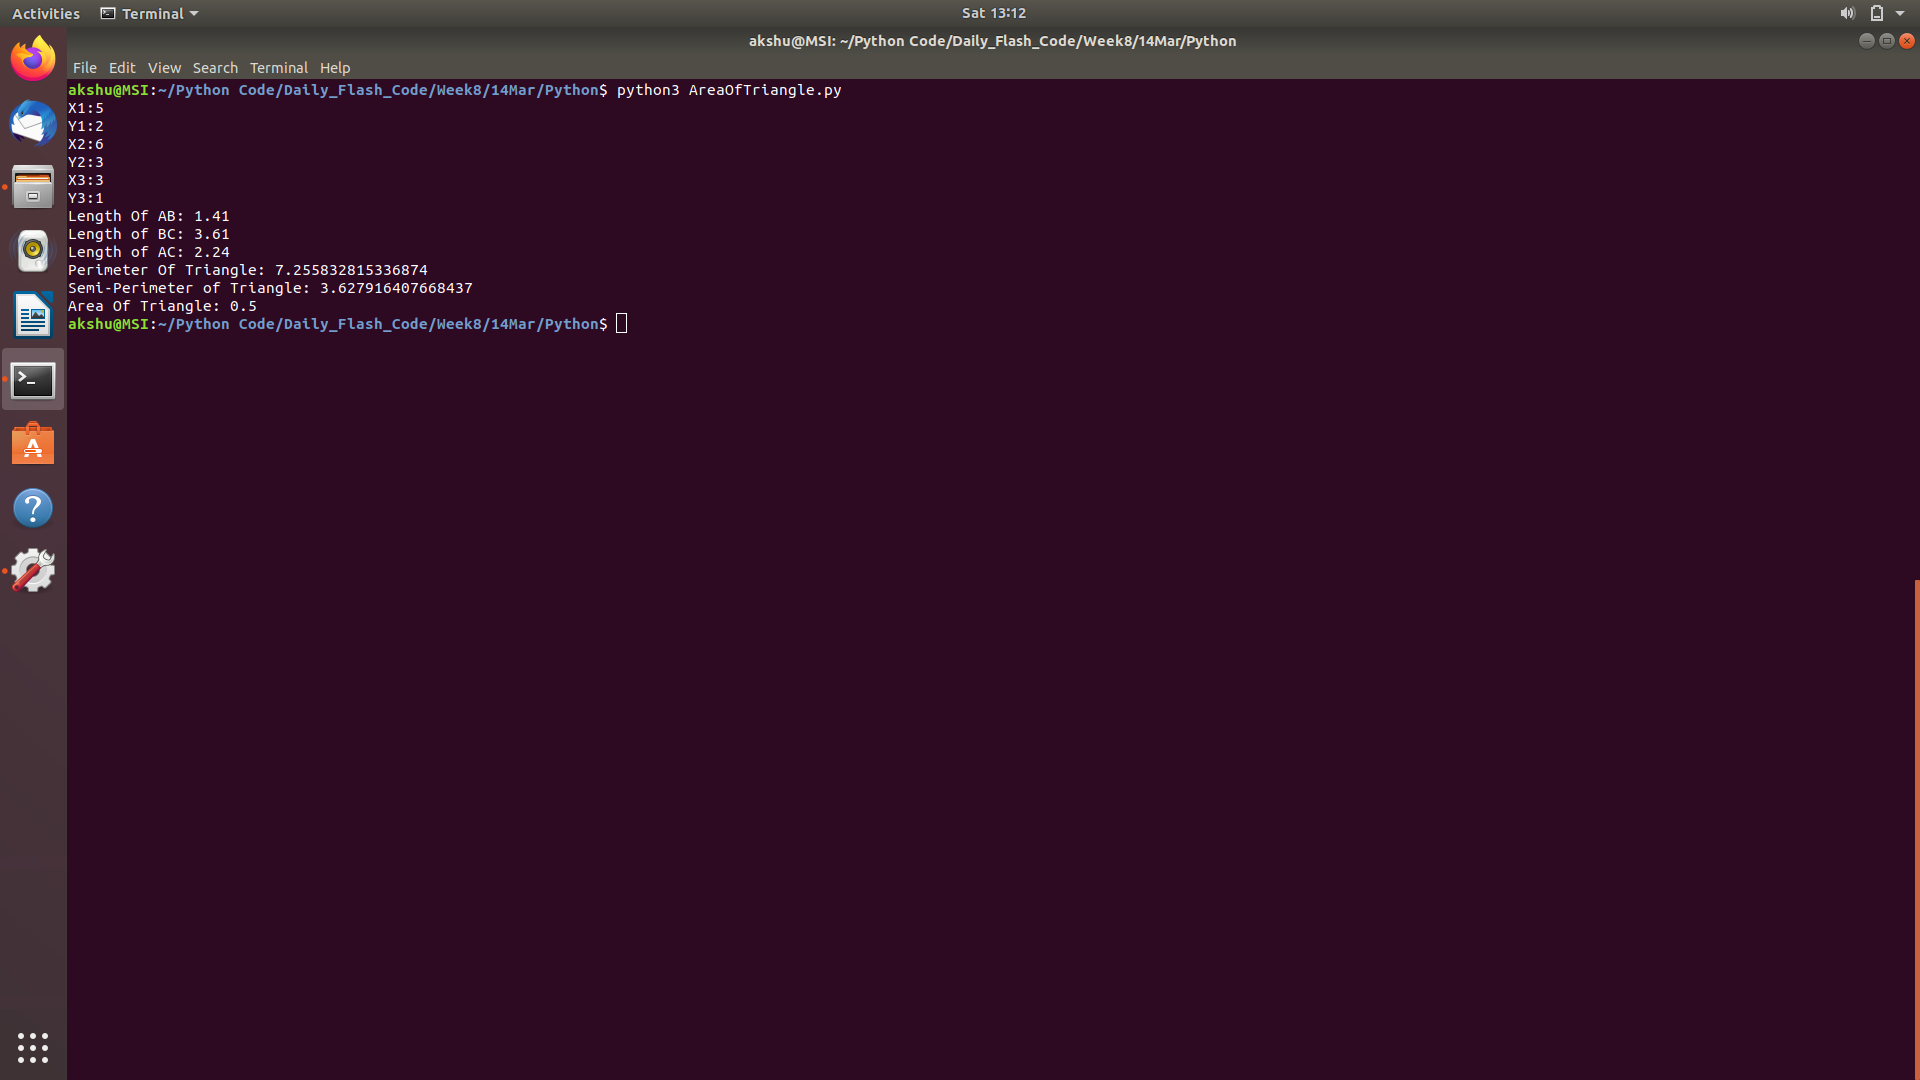 Activities Terminal Sat 13:12
akshu@MSI: ~/Python Code/Daily_Flash_Code/Week8/14Mar/Python
File Edit View Search Terminal Help
akshu@MSI:~/Python Code/Daily_Flash_Code/Week8/14Mar/Python$ python3 AreaOfTriangle.py
X1:5
Y1:2
X2:6
Y2:3
X3:3
Y3:1
Length Of AB: 1.41
Length of BC: 3.61
Length of AC: 2.24
Perimeter Of Triangle: 7.255832815336874
Semi-Perimeter of Triangle: 3.627916407668437
Area Of Triangle: 0.5
akshu@MSI:~/Python Code/Daily_Flash_Code/Week8/14Mar/Python$